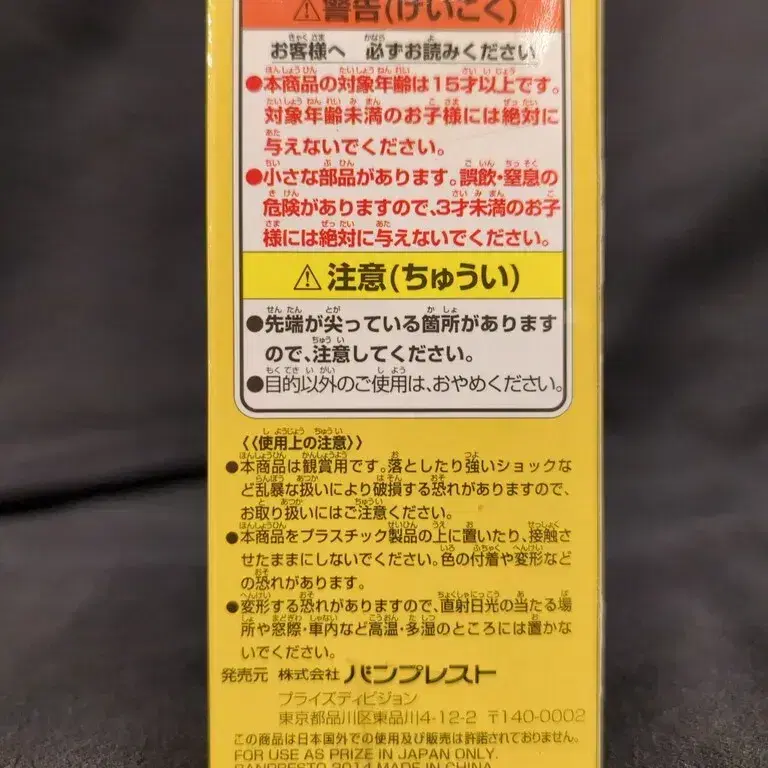 ⚠警告(けいこく)
お客様へ 必ずお読みください
●本商品の対象年齢は15才以上です。
対象年齢未満のお子様には絶対に
与えないでください。
●小さな部品があります。誤飲・窒息の
危険がありますので、3才未満のお子
様には絶対に与えないでください。
⚠注意(ちゅうい)
●先端が尖っている箇所があります
ので、注意してください。
●目的以外のご使用は、おやめください。
《使用上の注意》
●本商品は観賞用です。落としたり強いショックな
ど乱暴な扱いにより破損する恐れがありますので、
お取り扱いにはご注意ください。
●本商品をプラスチック製品の上に置いたり、接触さ
せたままにしないでください。色の付着や変形など
の恐れがあります。
●変形する恐れがありますので、直射日光の当たる場
所や窓際・車内など高温・多湿のところには置かな
いでください。
発売元 株式会社 バンプレスト
プライズディビジョン
東京都品川区東品川4-12-2 〒140-0002
この商品は日本国外での使用及び販売は許諾されておりません。
FOR USE AS PRIZE IN JAPAN ONLY.
BANPRESTO 2014 MADE IN CHINA